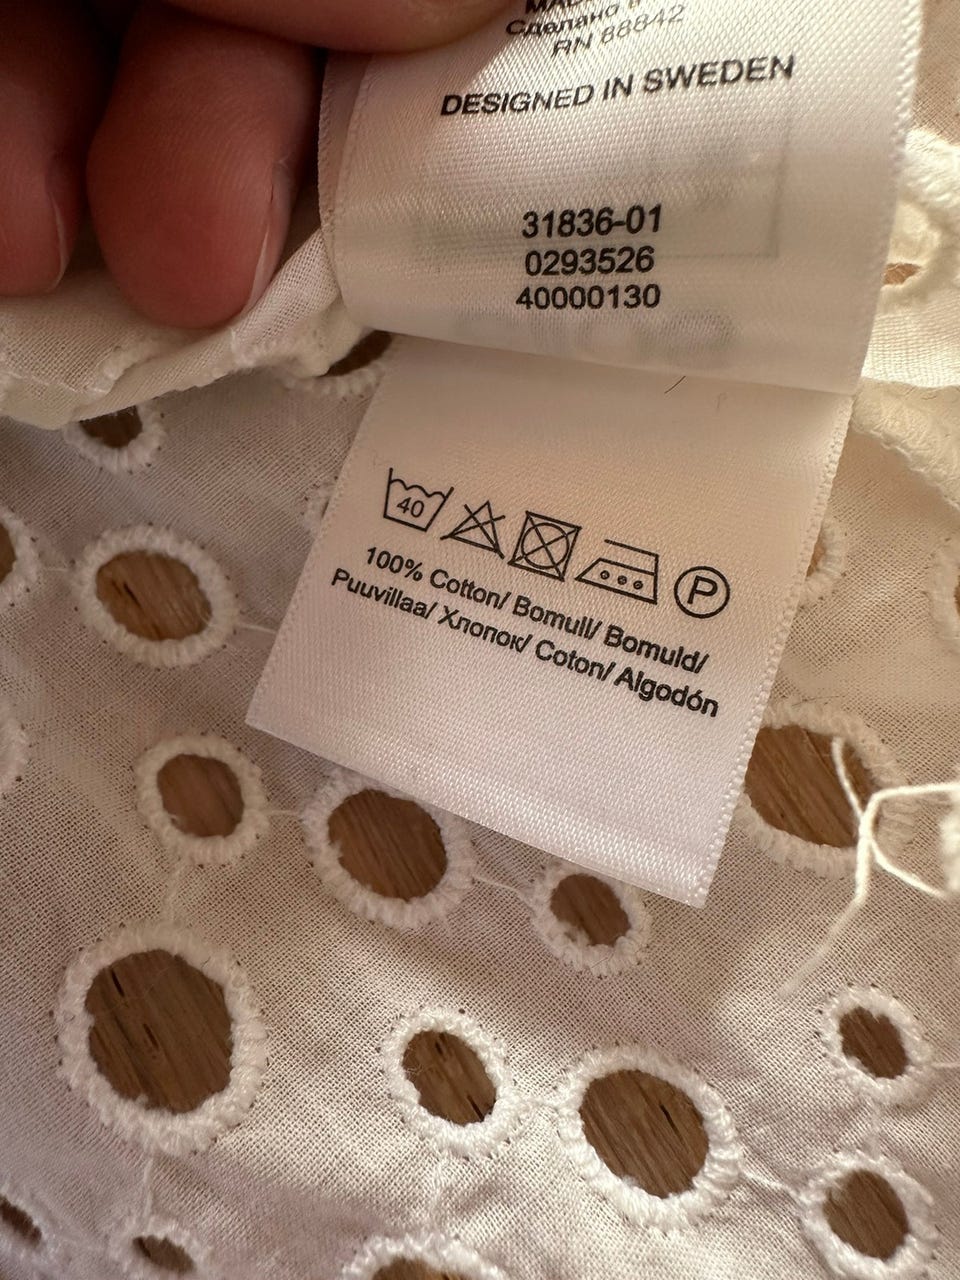 MADE
Сделано в
RN 88842
DESIGNED IN SWEDEN
31836-01
0293526
40000130
40
P
100% Cotton/ Bomull/ Bomuld/
Puuvillaa/ Хлопок/ Coton/ Algodón